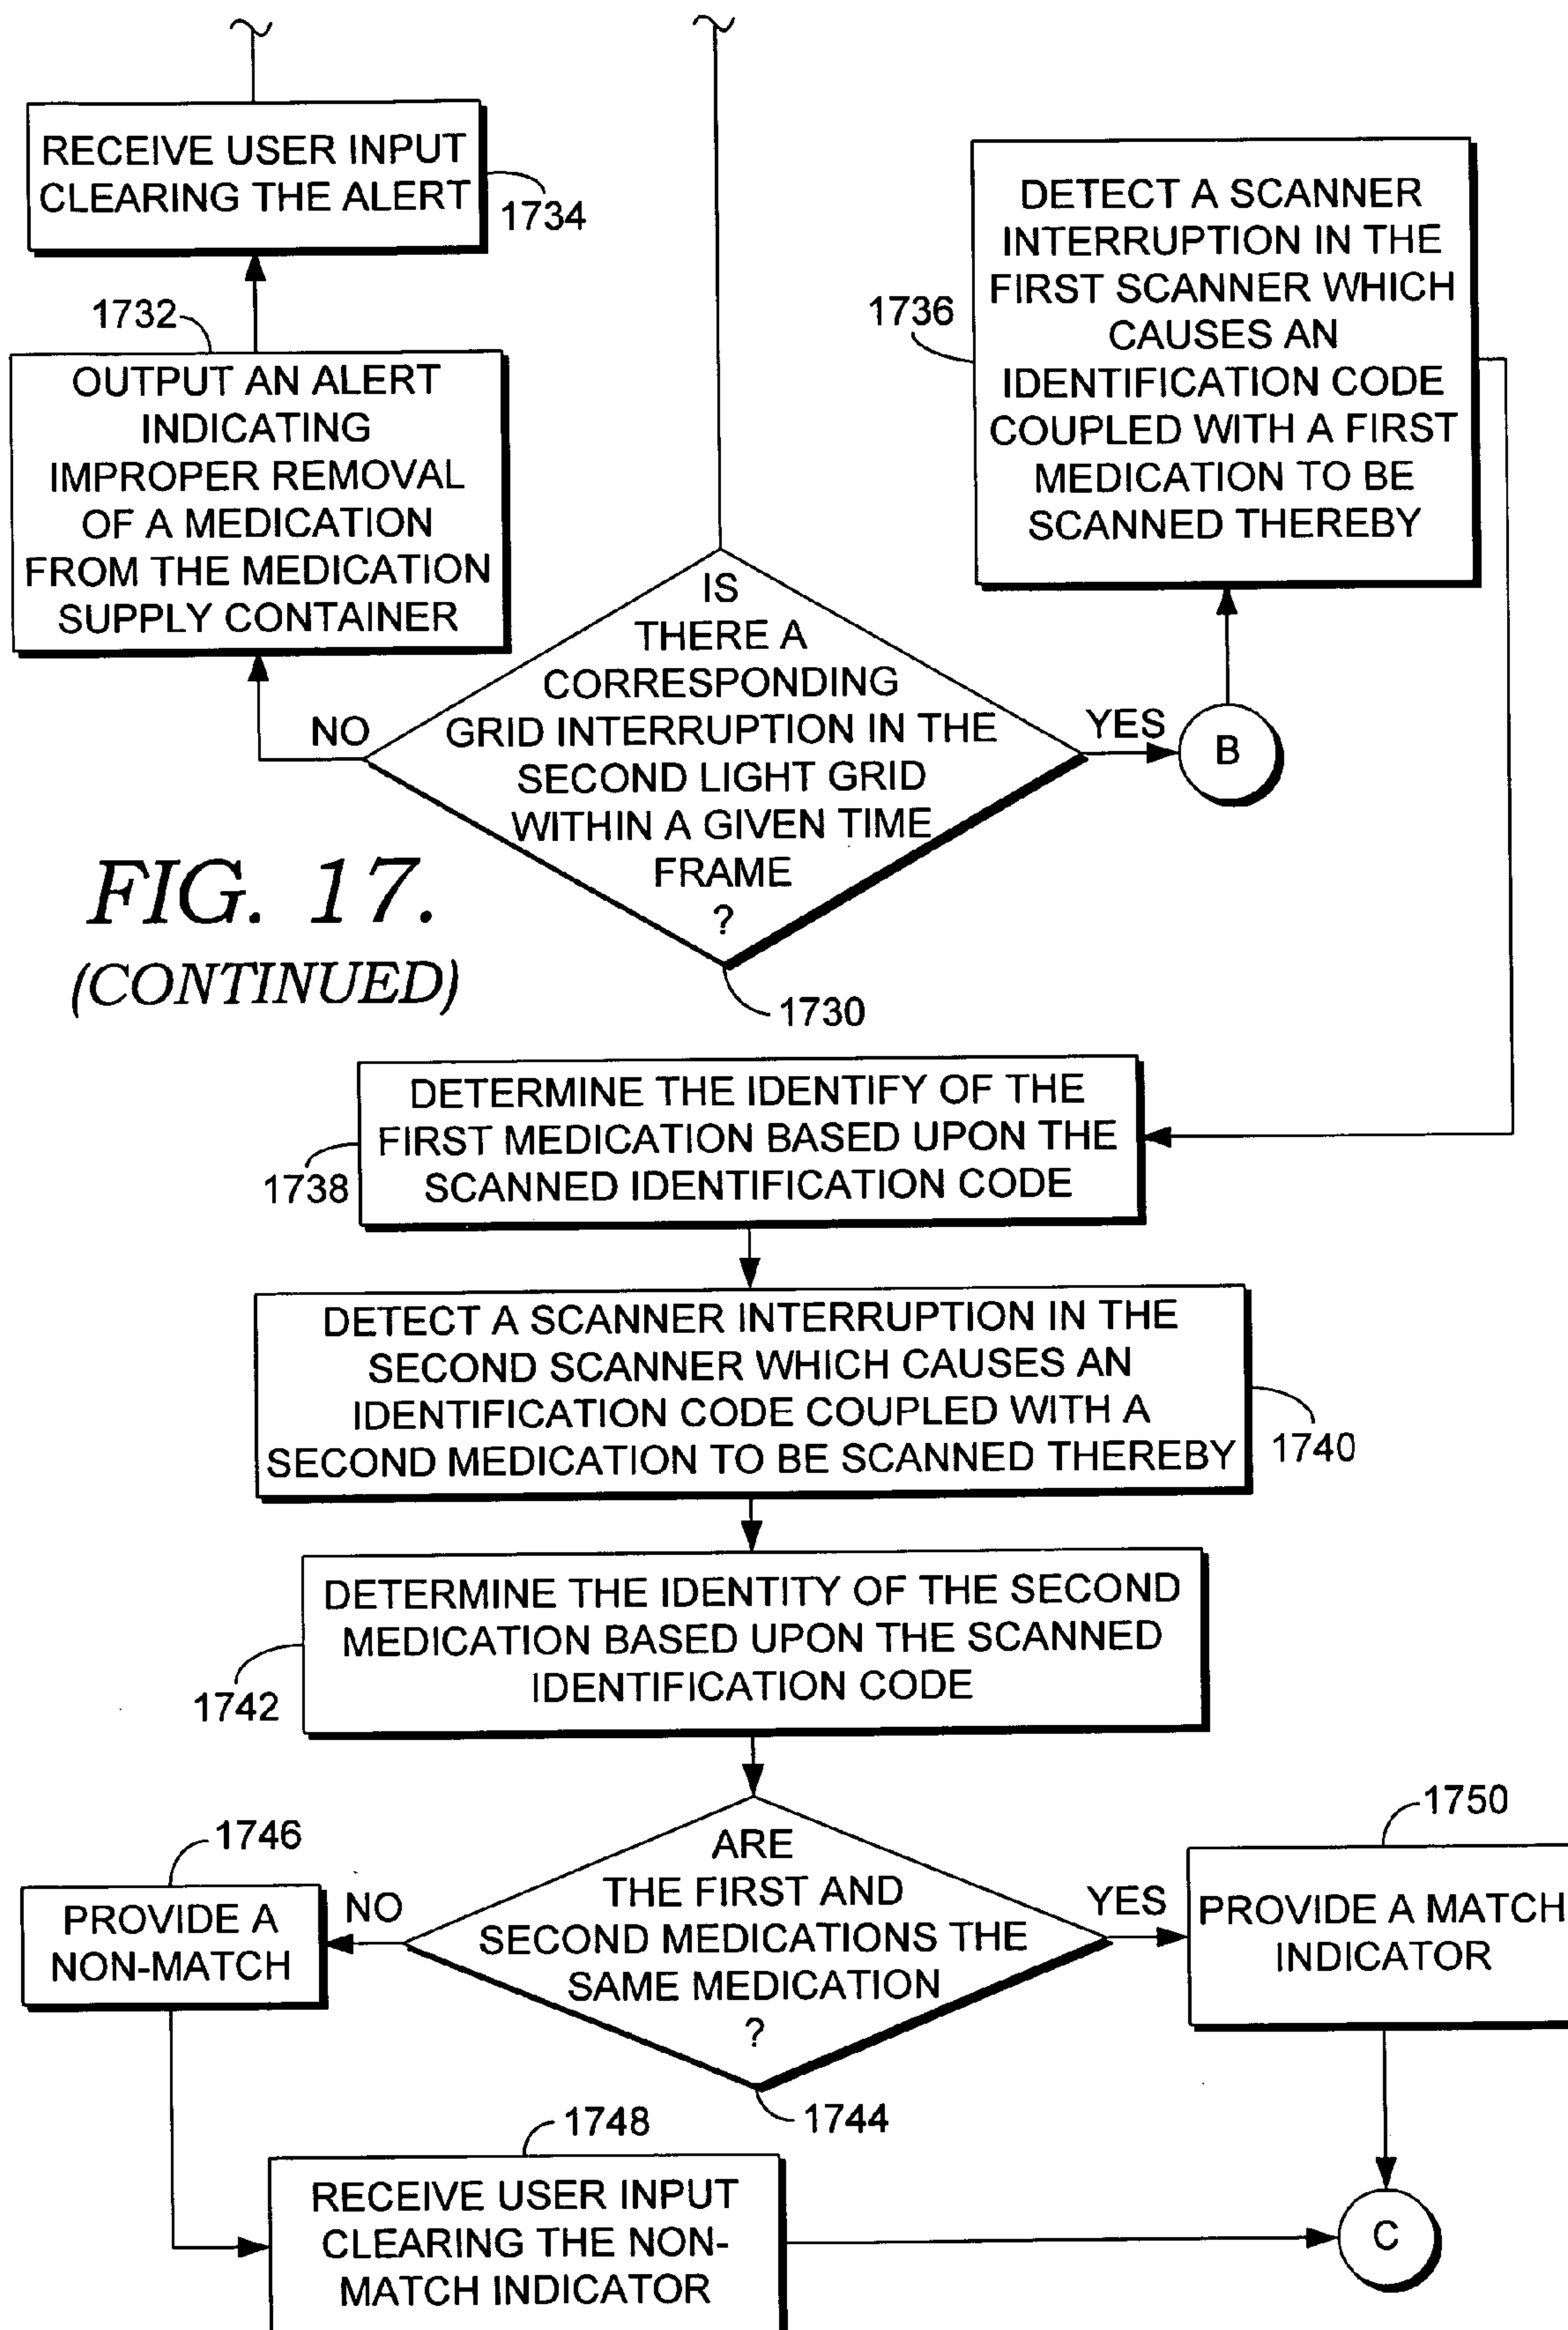 RECEIVE USER INPUT
CLEARING THE ALERT
1734
1732
OUTPUT AN ALERT
INDICATING
IMPROPER REMOVAL
OF A MEDICATION
FROM THE MEDICATION
SUPPLY CONTAINER
DETECT A SCANNER
INTERRUPTION IN THE
FIRST SCANNER WHICH
CAUSES AN
IDENTIFICATION CODE
COUPLED WITH A FIRST
MEDICATION TO BE
SCANNED THEREBY
1736
IS
THERE A
CORRESPONDING
GRID INTERRUPTION IN THE
SECOND LIGHT GRID
WITHIN A GIVEN TIME
FRAME
?
NO
YES
B
1730
FIG. 17.
(CONTINUED)
DETERMINE THE IDENTIFY OF THE
FIRST MEDICATION BASED UPON THE
SCANNED IDENTIFICATION CODE
1738
DETECT A SCANNER INTERRUPTION IN THE
SECOND SCANNER WHICH CAUSES AN
IDENTIFICATION CODE COUPLED WITH A
SECOND MEDICATION TO BE SCANNED THEREBY
1740
DETERMINE THE IDENTITY OF THE SECOND
MEDICATION BASED UPON THE SCANNED
IDENTIFICATION CODE
1742
ARE
THE FIRST AND
SECOND MEDICATIONS THE
SAME MEDICATION
?
1744
NO
YES
1746
PROVIDE A
NON-MATCH
1750
PROVIDE A MATCH
INDICATOR
1748
RECEIVE USER INPUT
CLEARING THE NON-
MATCH INDICATOR
C